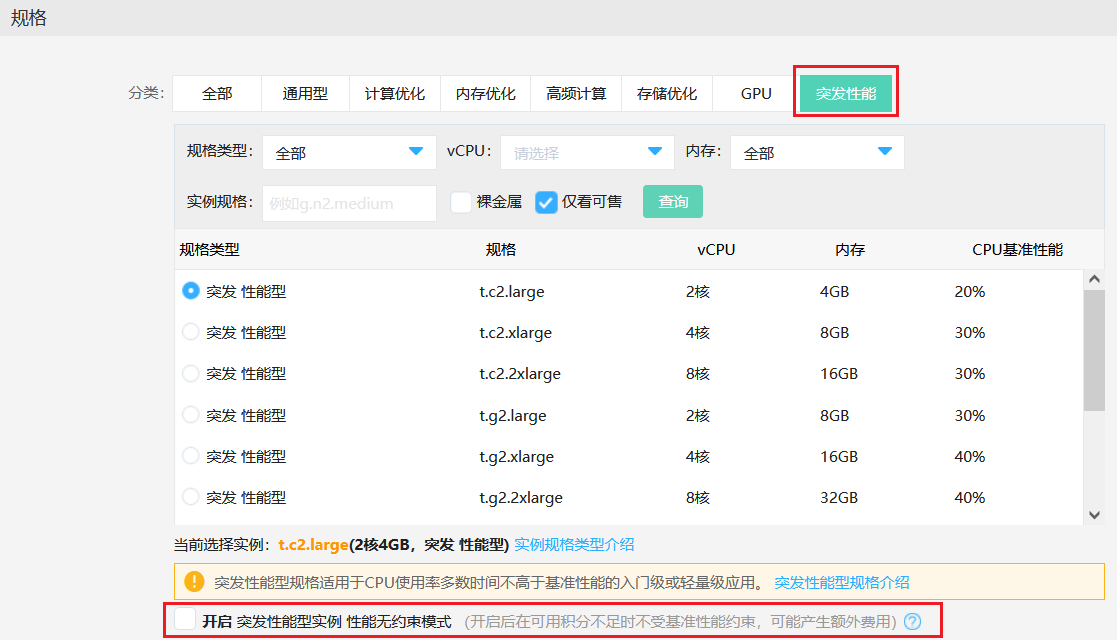 规格
分类： 全部 通用型 计算优化 内存优化 高频计算 存储优化 GPU 突发性能
规格类型： 全部 vCPU： 请选择 内存： 全部
实例规格： 例如g.n2.medium 裸金属 仅看可售 查询
规格类型 规格 vCPU 内存 CPU基准性能
突发 性能型 t.c2.large 2核 4GB 20%
突发 性能型 t.c2.xlarge 4核 8GB 30%
突发 性能型 t.c2.2xlarge 8核 16GB 30%
突发 性能型 t.g2.large 2核 8GB 30%
突发 性能型 t.g2.xlarge 4核 16GB 40%
突发 性能型 t.g2.2xlarge 8核 32GB 40%
当前选择实例： t.c2.large(2核4GB，突发 性能型) 实例规格类型介绍
! 突发性能型规格适用于CPU使用率多数时间不高于基准性能的入门级或轻量级应用。 突发性能型规格介绍
开启 突发性能型实例 性能无约束模式 （开启后在可用积分不足时不受基准性能约束，可能产生额外费用） ?